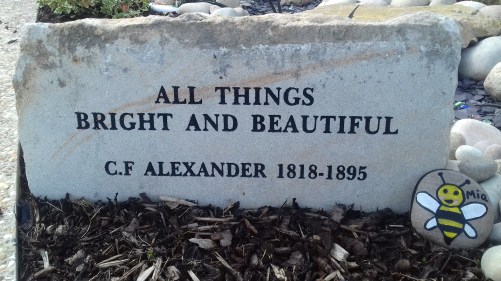 ALL THINGS
BRIGHT AND BEAUTIFUL
C.F ALEXANDER 1818-1895
Mia